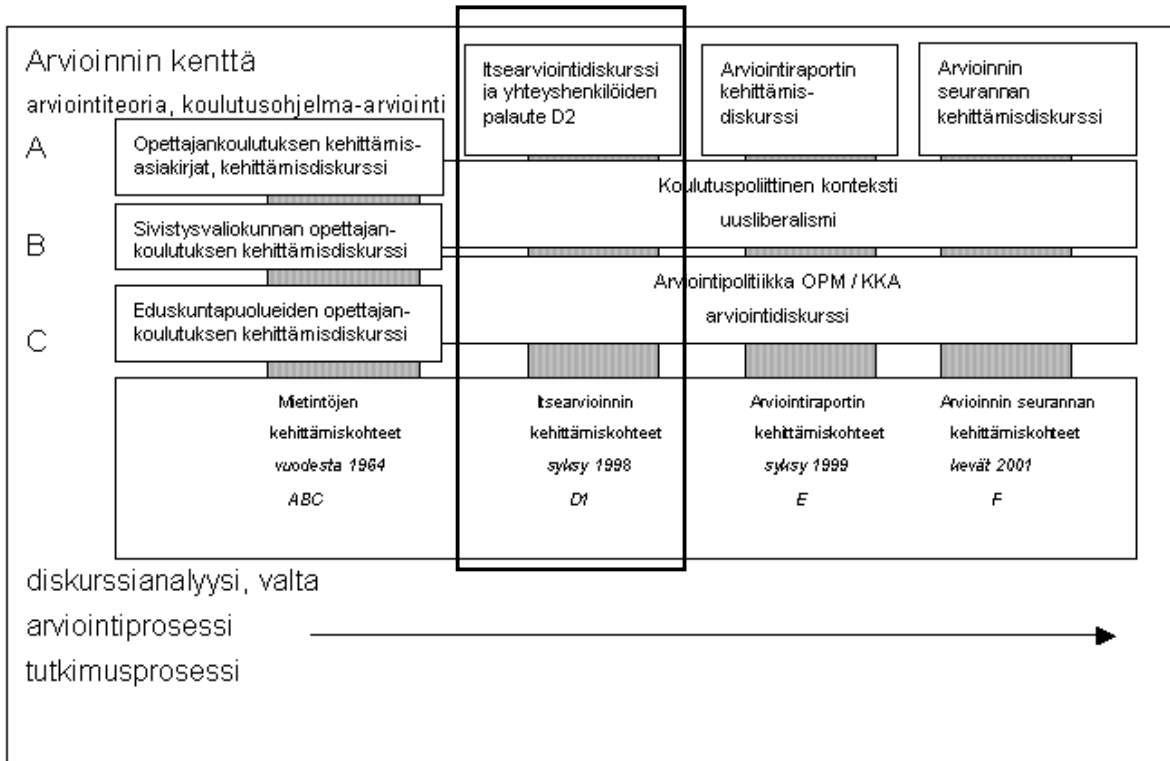 Arvioinnin kenttä
arviointiteoria, koulutusohjelma-arviointi
Itsearviointidiskurssi
ja yhteyshenkilöiden
palaute D2
Arviointiraportin
kehittämis-
diskurssi
Arvioinnin
seurannan
kehittämisdiskurssi
A
Opettajankoulutuksen kehittämis-
asiakirjat, kehittämisdiskurssi
Koulutuspoliittinen konteksti
uusliberalismi
B
Sivistysvaliokunnan opettajan-
koulutuksen kehittämisdiskurssi
Arviointipolitiikka OPM / KKA
arviointidiskurssi
C
Eduskuntapuolueiden opettajan-
koulutuksen kehittämisdiskurssi
Mietintöjen
kehittämiskohteet
vuodesta 1964
ABC
Itsearvioinnin
kehittämiskohteet
syksy 1998
D1
Arviointiraportin
kehittämiskohteet
syksy 1999
E
Arvioinnin seurannan
kehittämiskohteet
kevät 2001
F
diskurssianalyysi, valta
arviointiprosessi
tutkimusprosessi